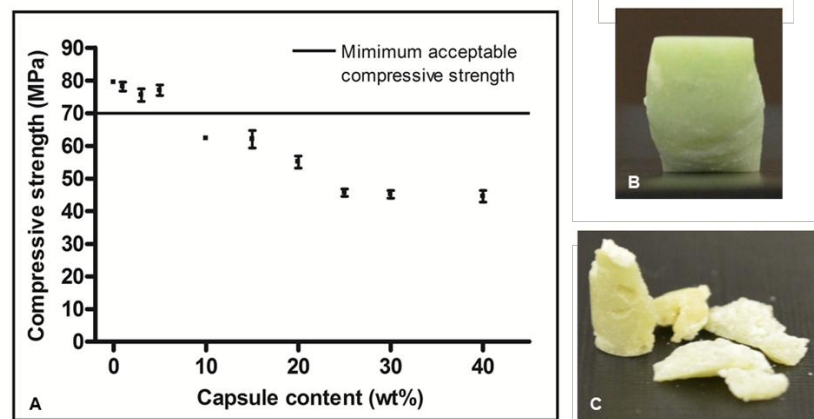 Mimimum acceptable
compressive strength
Compressive strength (MPa)
90
80
70
60
50
40
30
20
10
0
0 10 20 30 40
Capsule content (wt%)
A
B
C